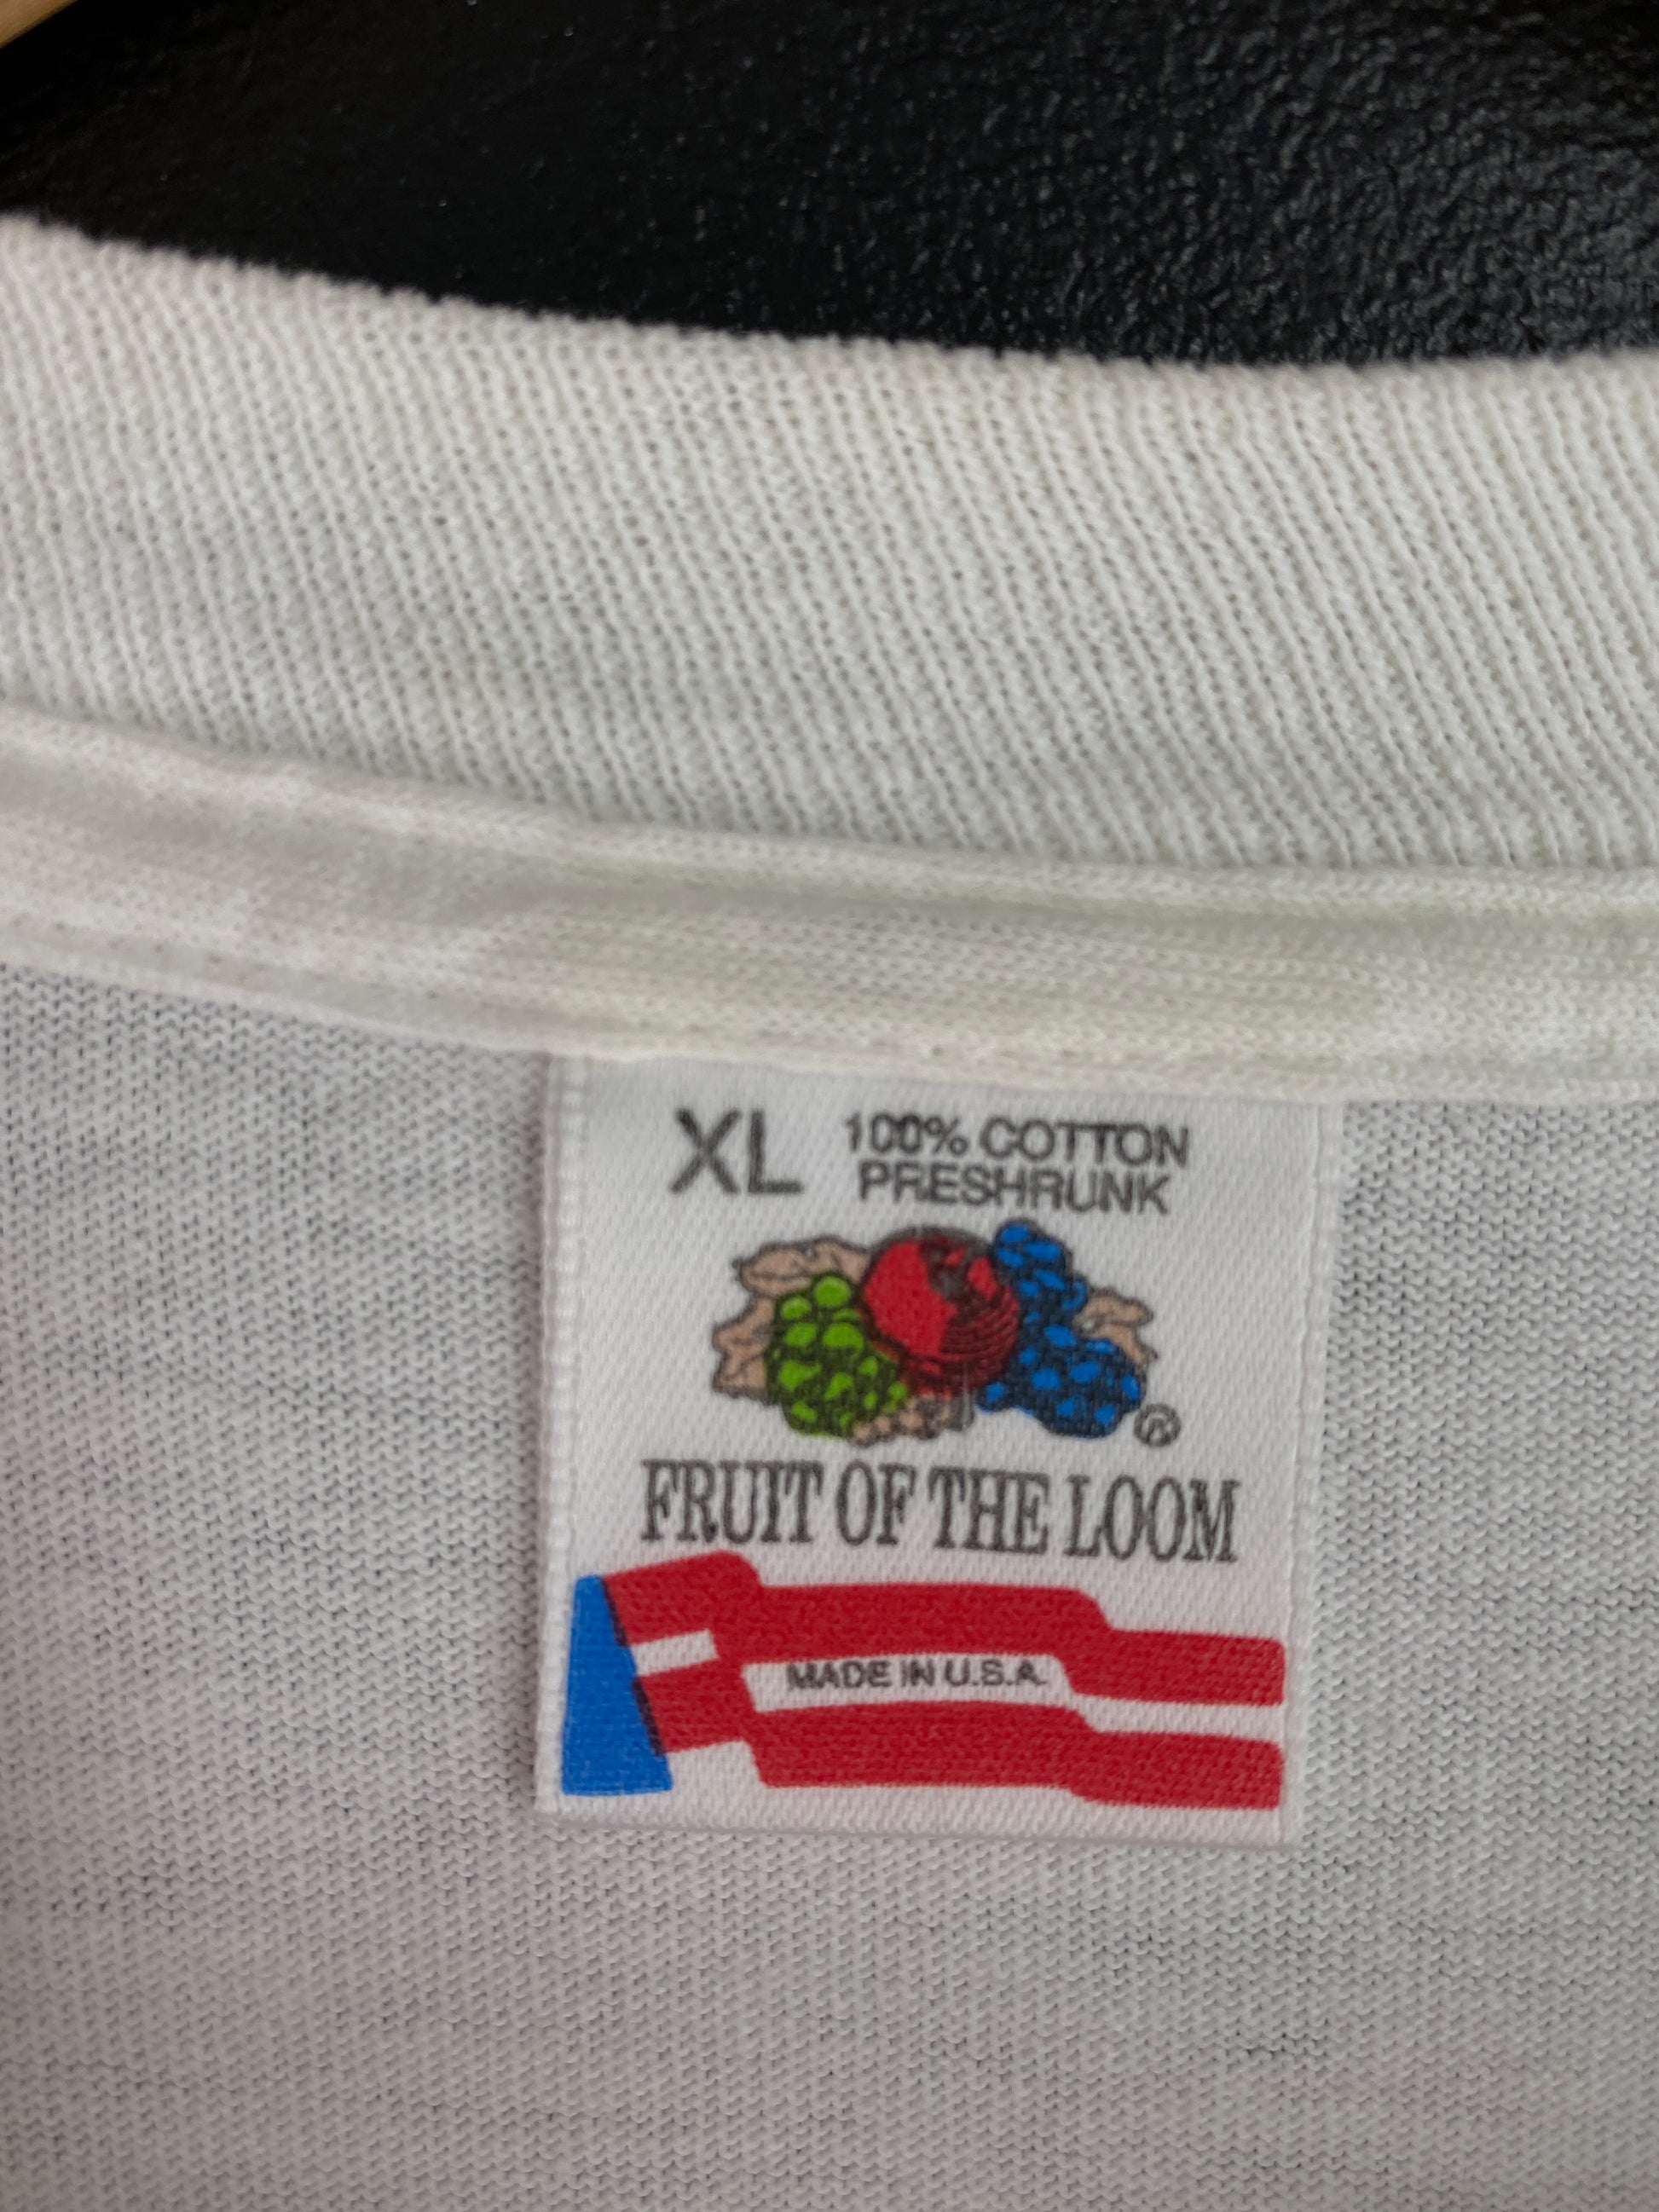 XL 100% COTTON
PRESHRUNK
®
FRUIT OF THE LOOM
MADE IN U.S.A.